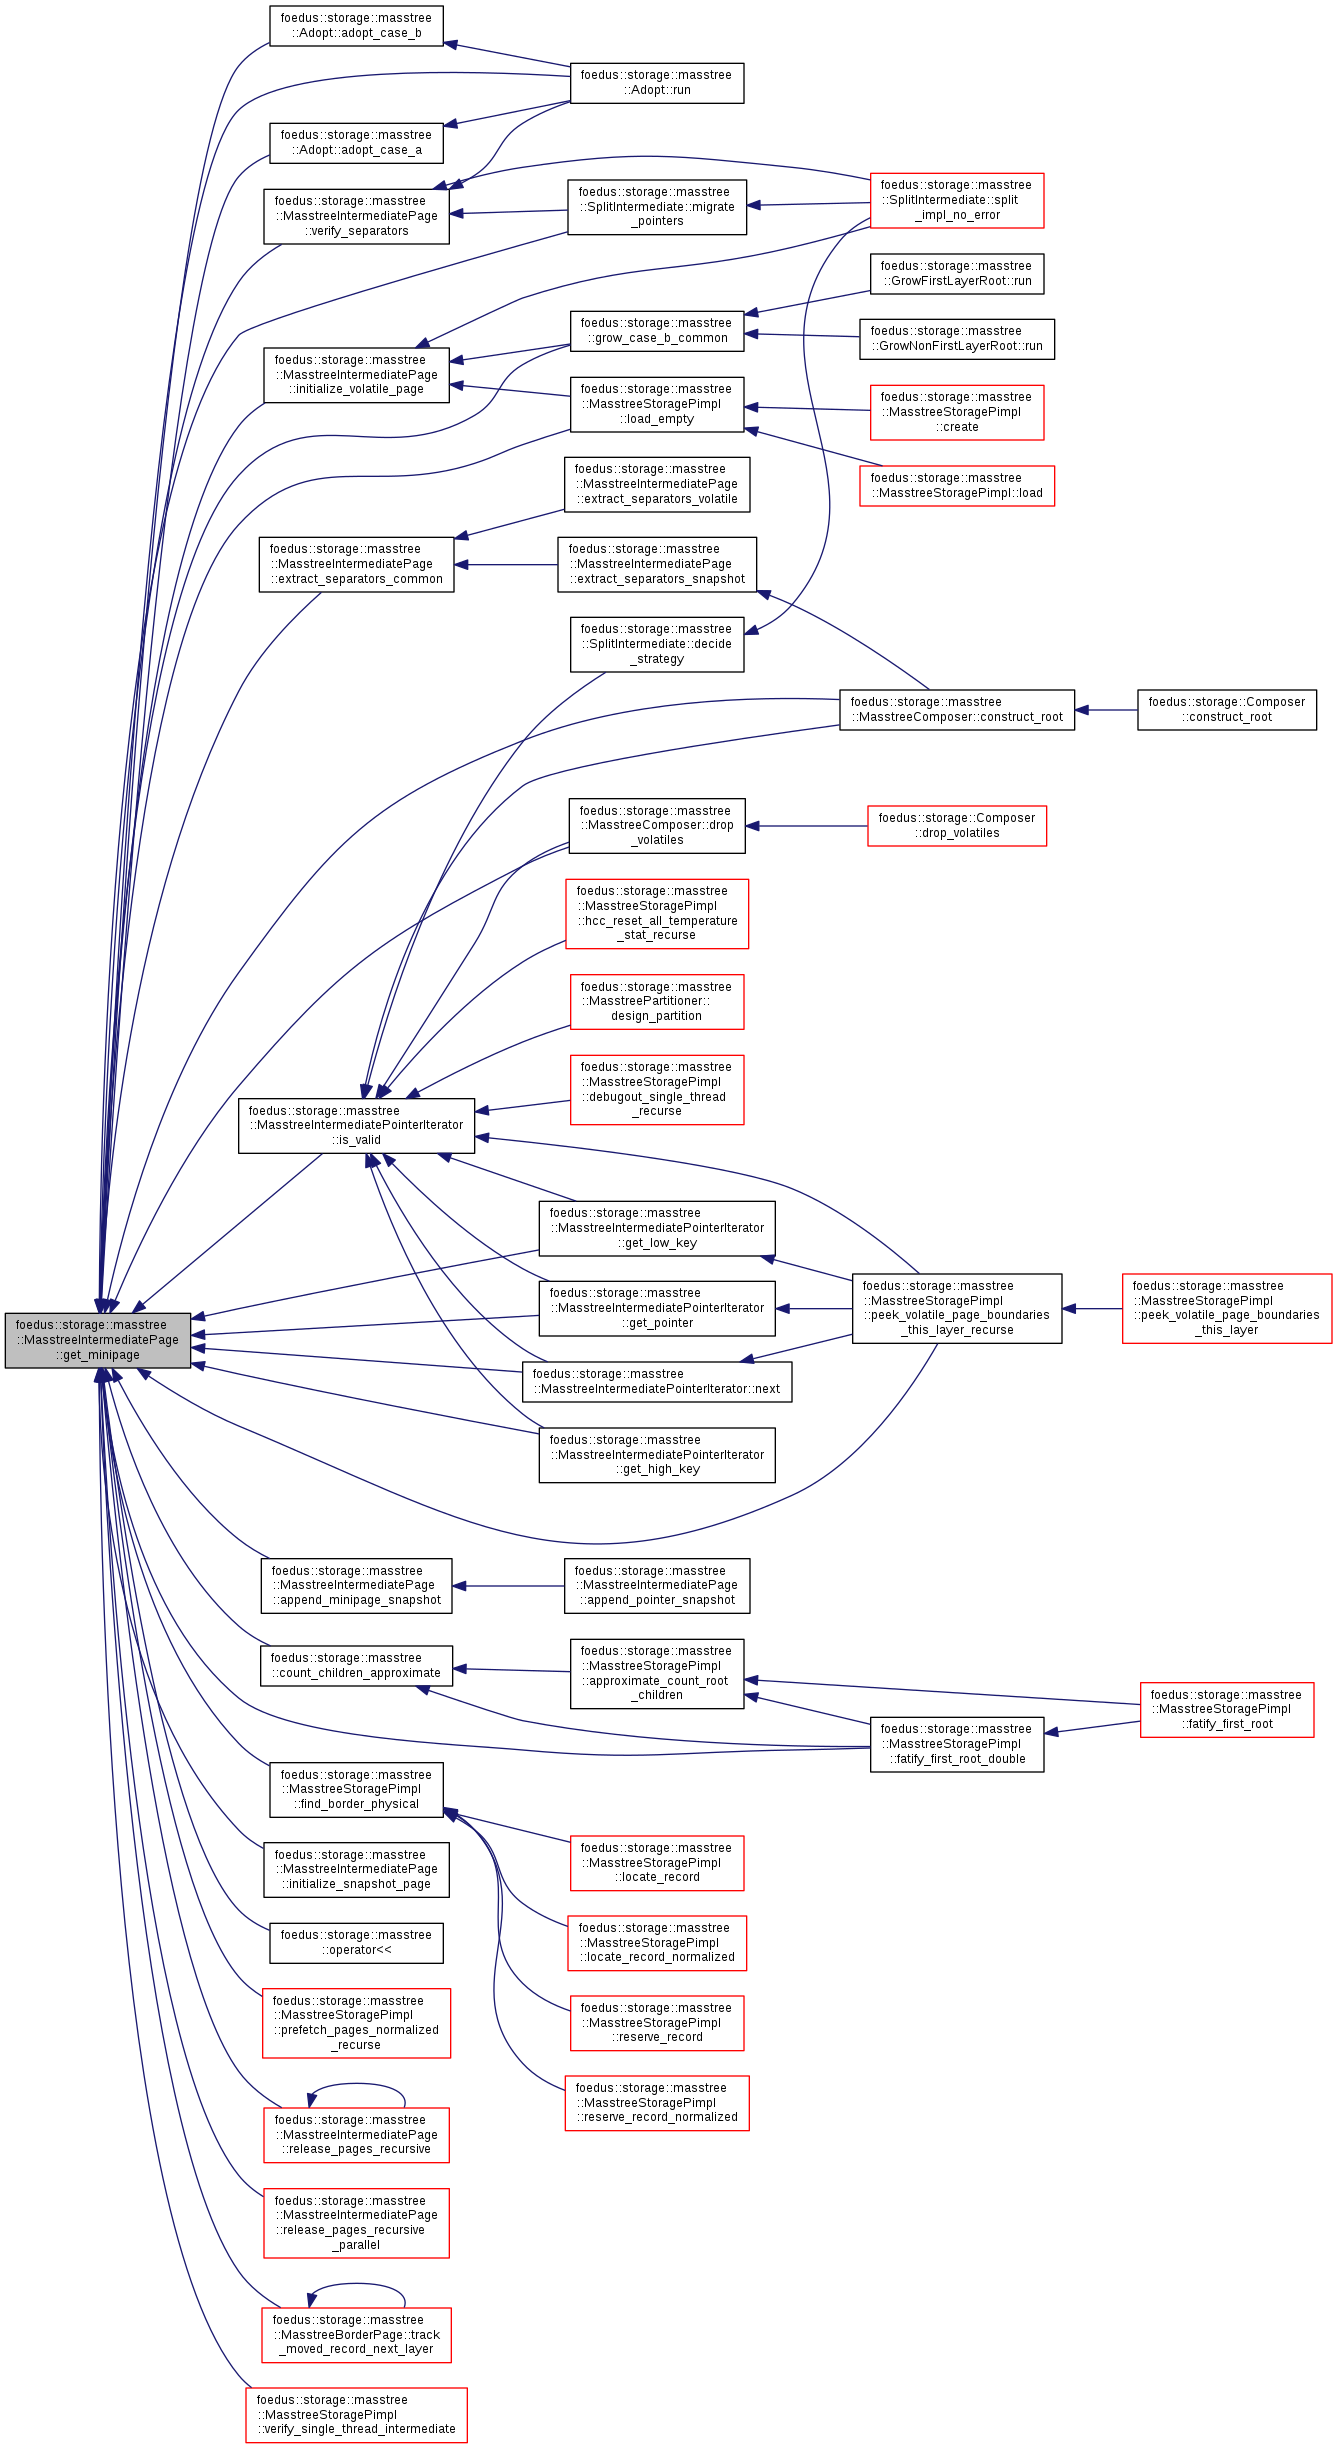 foedus::storage::masstree
::Adopt::adopt_case_b
foedus::storage::masstree
::Adopt::run
foedus::storage::masstree
::Adopt::adopt_case_a
foedus::storage::masstree
::MasstreeIntermediatePage
::verify_separators
foedus::storage::masstree
::SplitIntermediate::migrate
_pointers
foedus::storage::masstree
::SplitIntermediate::split
_impl_no_error
foedus::storage::masstree
::GrowFirstLayerRoot::run
foedus::storage::masstree
::grow_case_b_common
foedus::storage::masstree
::GrowNonFirstLayerRoot::run
foedus::storage::masstree
::MasstreeIntermediatePage
::initialize_volatile_page
foedus::storage::masstree
::MasstreeStoragePimpl
::load_empty
foedus::storage::masstree
::MasstreeStoragePimpl
::create
foedus::storage::masstree
::MasstreeIntermediatePage
::extract_separators_volatile
foedus::storage::masstree
::MasstreeStoragePimpl::load
foedus::storage::masstree
::MasstreeIntermediatePage
::extract_separators_common
foedus::storage::masstree
::MasstreeIntermediatePage
::extract_separators_snapshot
foedus::storage::masstree
::SplitIntermediate::decide
_strategy
foedus::storage::masstree
::MasstreeComposer::construct_root
foedus::storage::Composer
::construct_root
foedus::storage::masstree
::MasstreeComposer::drop
_volatiles
foedus::storage::Composer
::drop_volatiles
foedus::storage::masstree
::MasstreeStoragePimpl
::hcc_reset_all_temperature
_stat_recurse
foedus::storage::masstree
::MasstreePartitioner::
design_partition
foedus::storage::masstree
::MasstreeStoragePimpl
::debugout_single_thread
_recurse
foedus::storage::masstree
::MasstreeIntermediatePointerIterator
::is_valid
foedus::storage::masstree
::MasstreeIntermediatePointerIterator
::get_low_key
foedus::storage::masstree
::MasstreeIntermediatePointerIterator
::get_pointer
foedus::storage::masstree
::MasstreeStoragePimpl
::peek_volatile_page_boundaries
_this_layer_recurse
foedus::storage::masstree
::MasstreeStoragePimpl
::peek_volatile_page_boundaries
_this_layer
foedus::storage::masstree
::MasstreeIntermediatePage
::get_minipage
foedus::storage::masstree
::MasstreeIntermediatePointerIterator::next
foedus::storage::masstree
::MasstreeIntermediatePointerIterator
::get_high_key
foedus::storage::masstree
::MasstreeIntermediatePage
::append_minipage_snapshot
foedus::storage::masstree
::MasstreeIntermediatePage
::append_pointer_snapshot
foedus::storage::masstree
::count_children_approximate
foedus::storage::masstree
::MasstreeStoragePimpl
::approximate_count_root
_children
foedus::storage::masstree
::MasstreeStoragePimpl
::fatify_first_root
foedus::storage::masstree
::MasstreeStoragePimpl
::fatify_first_root_double
foedus::storage::masstree
::MasstreeStoragePimpl
::find_border_physical
foedus::storage::masstree
::MasstreeStoragePimpl
::locate_record
foedus::storage::masstree
::MasstreeIntermediatePage
::initialize_snapshot_page
foedus::storage::masstree
::MasstreeStoragePimpl
::locate_record_normalized
foedus::storage::masstree
::operator<<
foedus::storage::masstree
::MasstreeStoragePimpl
::prefetch_pages_normalized
_recurse
foedus::storage::masstree
::MasstreeStoragePimpl
::reserve_record
foedus::storage::masstree
::MasstreeStoragePimpl
::reserve_record_normalized
foedus::storage::masstree
::MasstreeIntermediatePage
::release_pages_recursive
foedus::storage::masstree
::MasstreeIntermediatePage
::release_pages_recursive
_parallel
foedus::storage::masstree
::MasstreeBorderPage::track
_moved_record_next_layer
foedus::storage::masstree
::MasstreeStoragePimpl
::verify_single_thread_intermediate